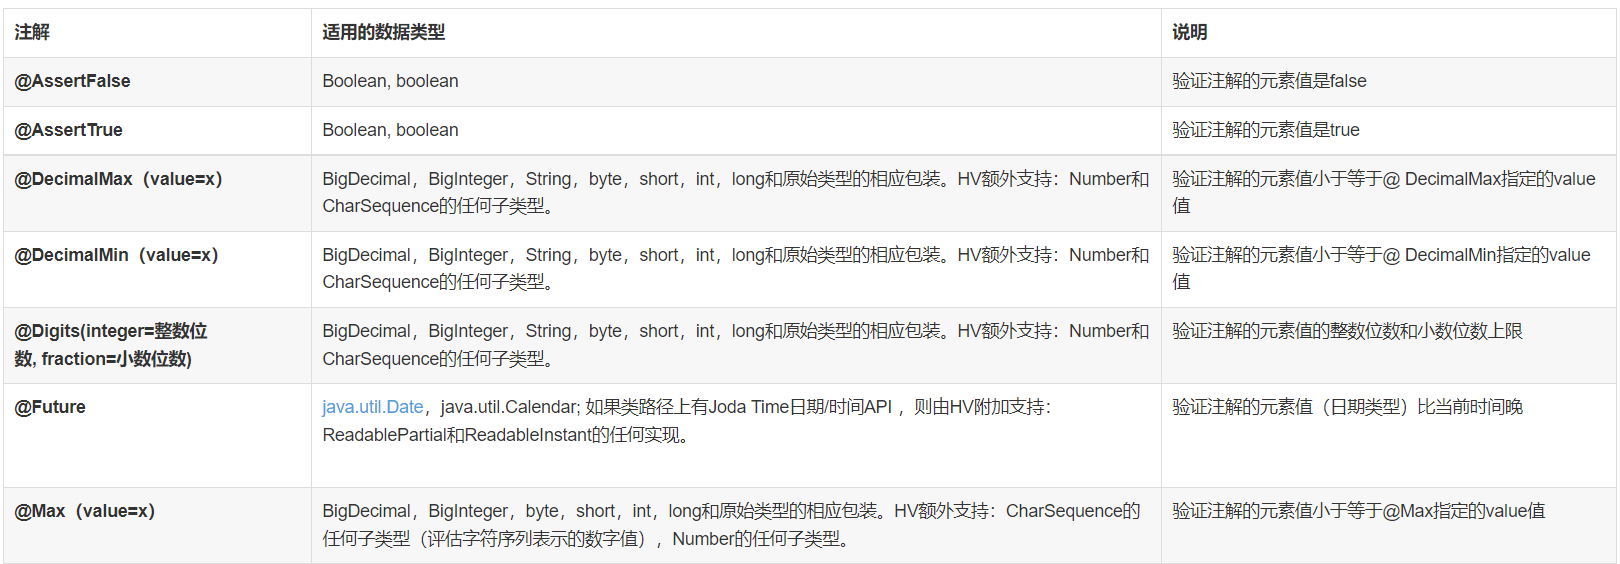 注解 适用的数据类型 说明
@AssertFalse Boolean, boolean 验证注解的元素值是false
@AssertTrue Boolean, boolean 验证注解的元素值是true
@DecimalMax（value=x） BigDecimal，BigInteger，String，byte，short，int，long和原始类型的相应包装。HV额外支持：Number和 验证注解的元素值小于等于@ DecimalMax指定的value
CharSequence的任何子类型。 值
@DecimalMin（value=x） BigDecimal，BigInteger，String，byte，short，int，long和原始类型的相应包装。HV额外支持：Number和 验证注解的元素值小于等于@ DecimalMin指定的value
CharSequence的任何子类型。 值
@Digits(integer=整数位 BigDecimal，BigInteger，String，byte，short，int，long和原始类型的相应包装。HV额外支持：Number和 验证注解的元素值的整数位数和小数位数上限
数, fraction=小数位数) CharSequence的任何子类型。
@Future java.util.Date，java.util.Calendar; 如果类路径上有Joda Time日期/时间API ，则由HV附加支持： 验证注解的元素值（日期类型）比当前时间晚
ReadablePartial和ReadableInstant的任何实现。
@Max（value=x） BigDecimal，BigInteger，byte，short，int，long和原始类型的相应包装。HV额外支持：CharSequence的 验证注解的元素值小于等于@Max指定的value值
任何子类型（评估字符序列表示的数字值），Number的任何子类型。